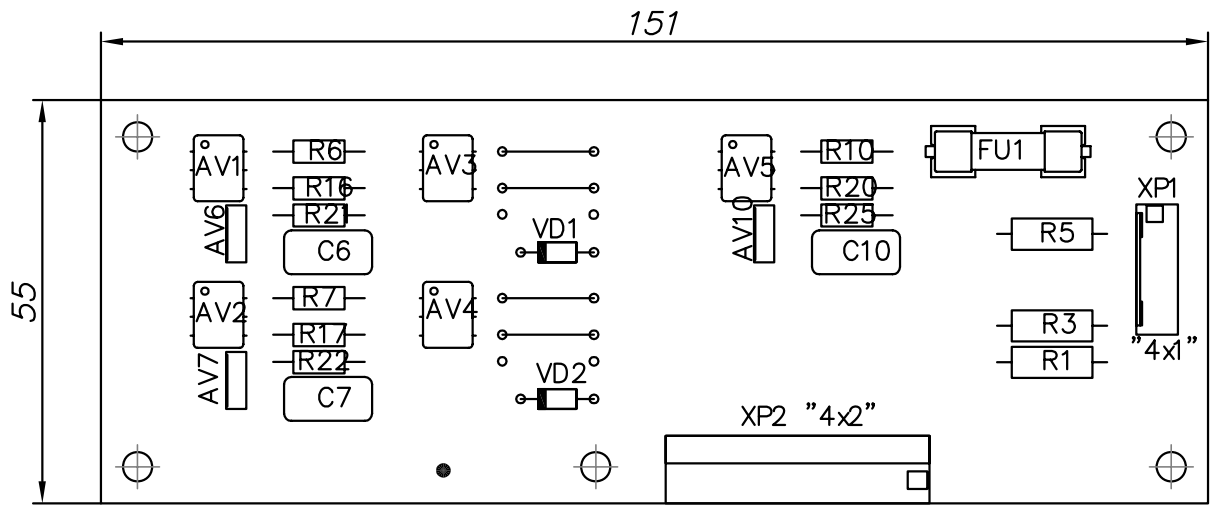 151
55
AV1
R6
R16
AV6
R21
C6
AV3
VD1
AV5
R10
R20
AV10
R25
C10
FU1
XP1
R5
AV2
R7
R17
AV7
R22
C7
AV4
VD2
R3
"4x1"
R1
XP2 "4x2"